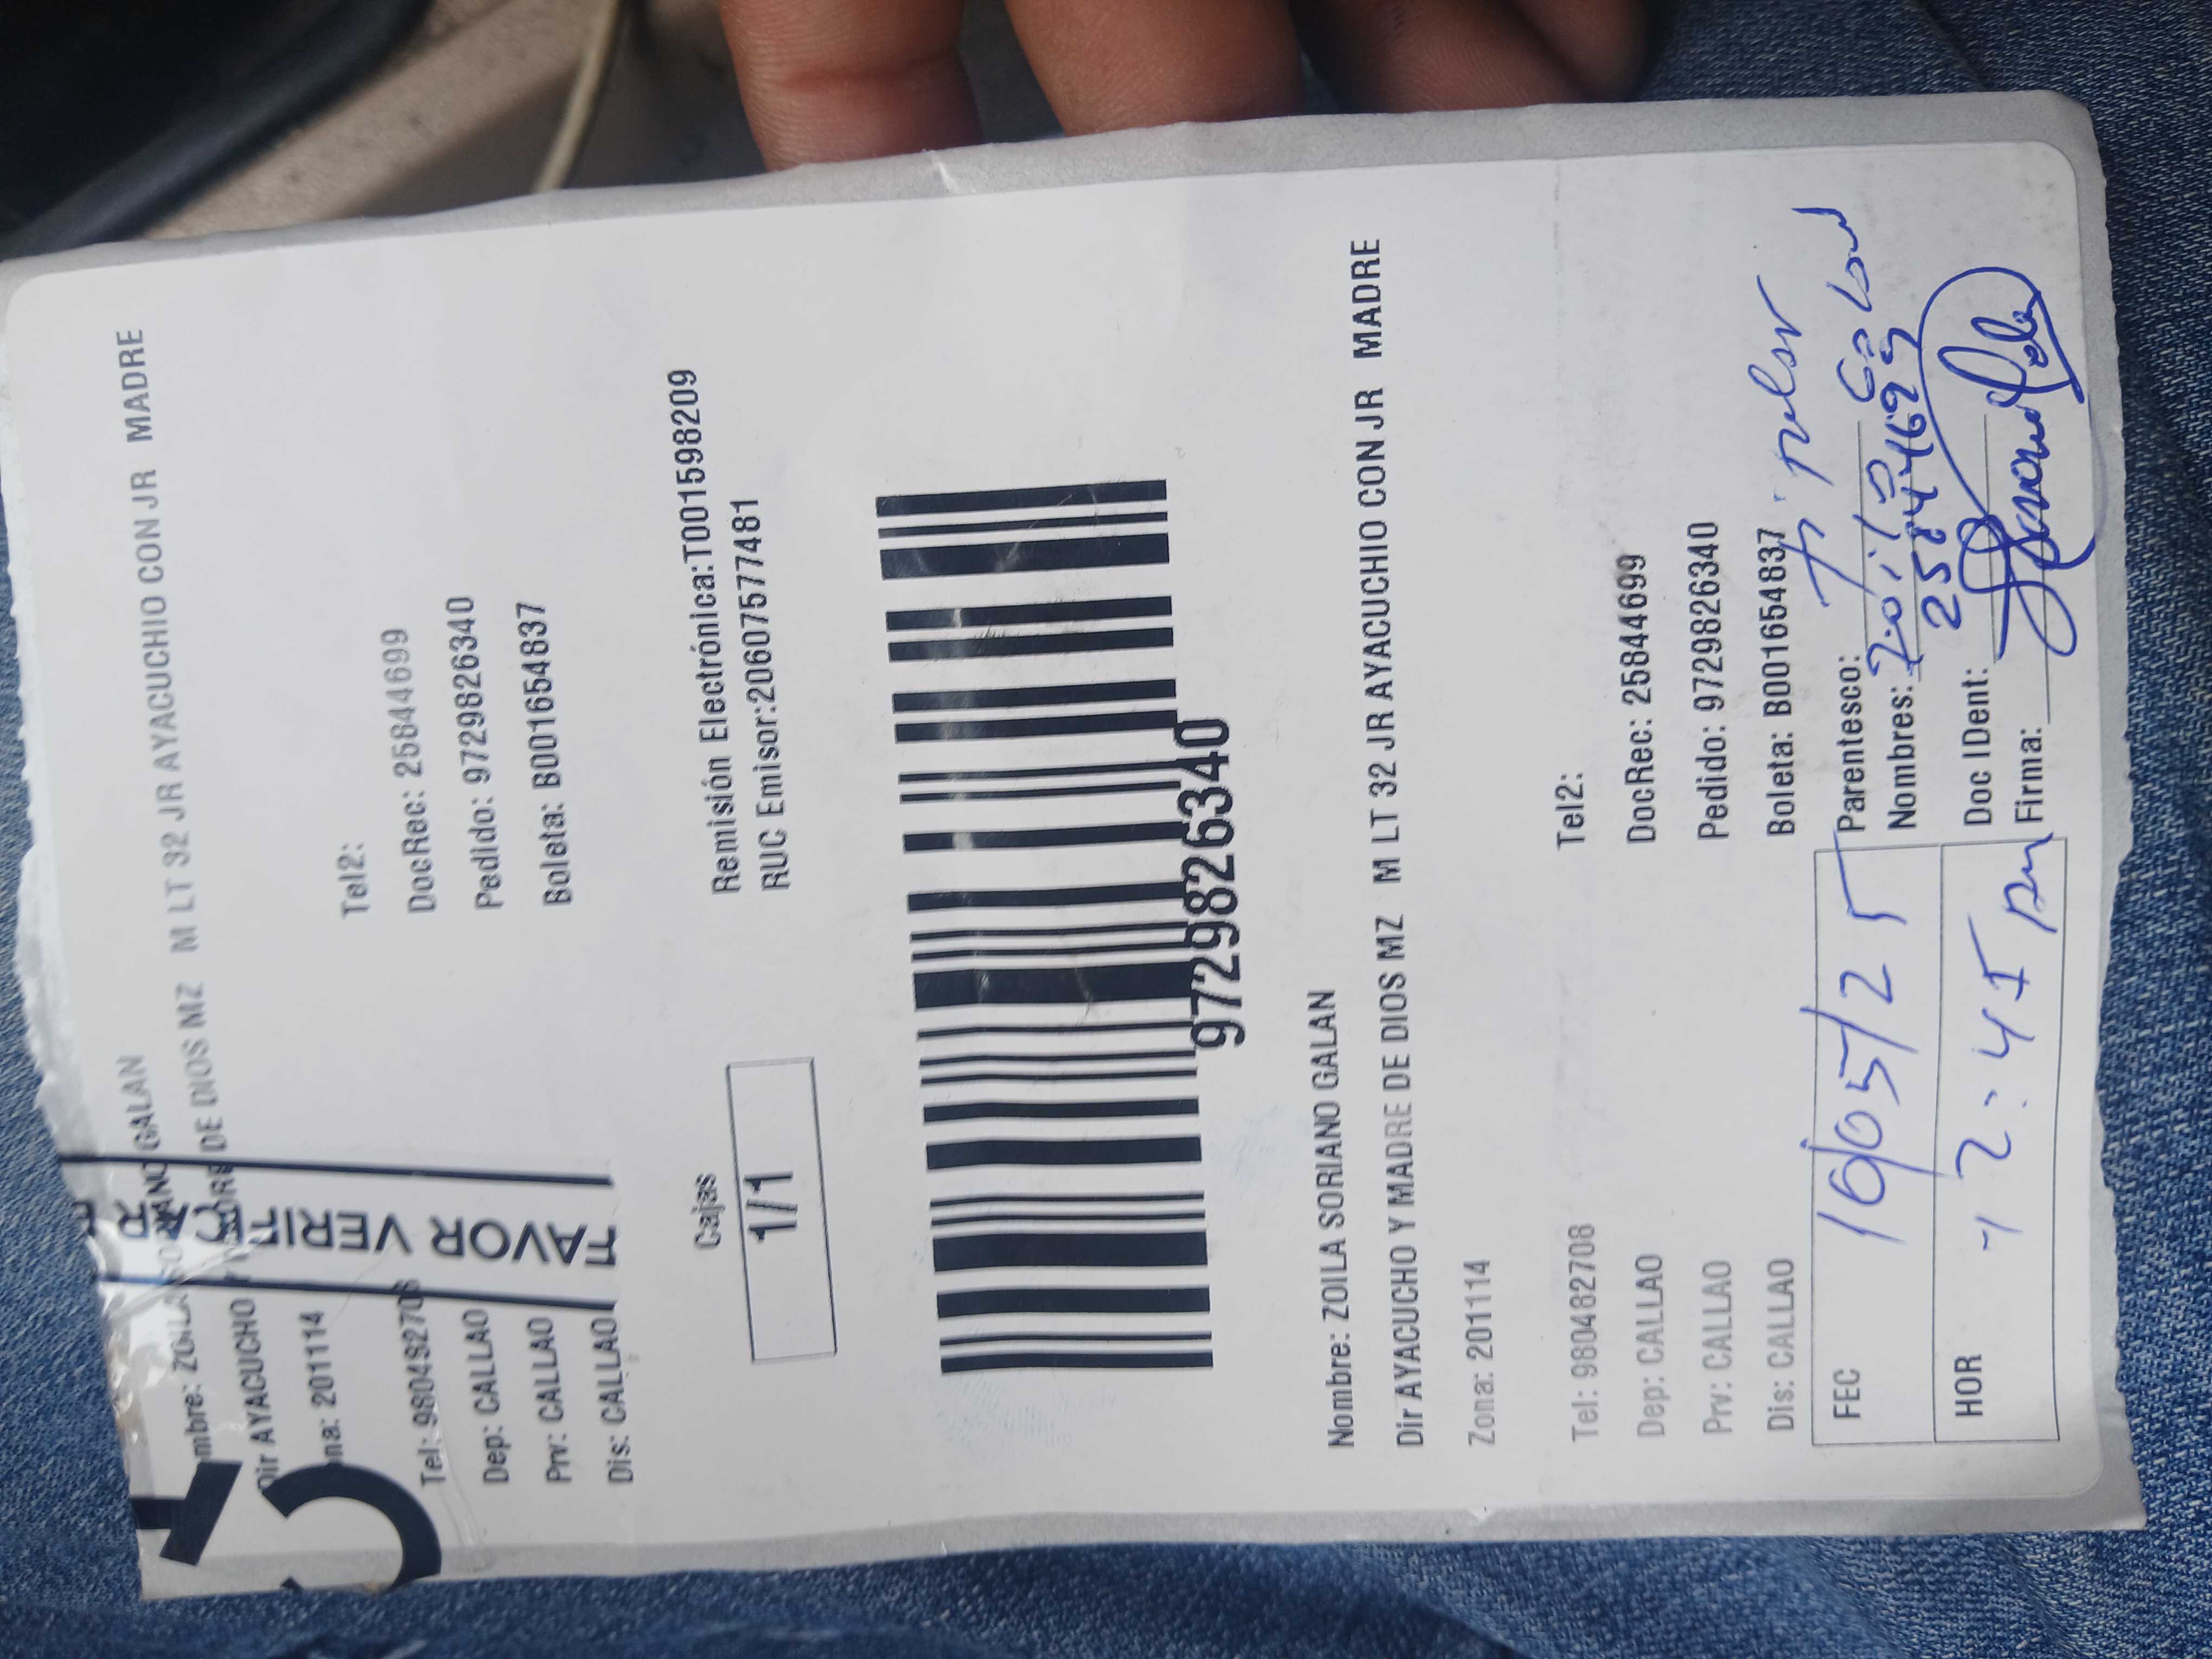 mbre: ZOILA SORIANO GALAN
Dir AYACUCHO Y MADRE DE DIOS MZ M LT 32 JR AYACUCHIO CON JR MADRE
na: 201114
Tel: 980482708 Tel2:
Dep: CALLAO DocRec: 25844699
Prv: CALLAO Pedido: 97298266340
Dis: CALLAO Boleta: B001654837
FAVOR VERIF
Cajas
1/1
Remisión Electrónica:T001598209
RUC Emisor:20607577481
9729826340
Nombre: ZOILA SORIANO GALAN
Dir AYACUCHO Y MADRE DE DIOS MZ M LT 32 JR AYACUCHIO CON JR MADRE
Zona: 201114
Tel: 980482708 Tel2:
Dep: CALLAO DocRec: 25844699
Prv: CALLAO Pedido: 9729826340
Dis: CALLAO Boleta: B001654837
FEC 16/05/25
HOR 12:45 pm
Parentesco:
Nombres: Zoila S Galan
Doc IDent: 25844699
Firma: